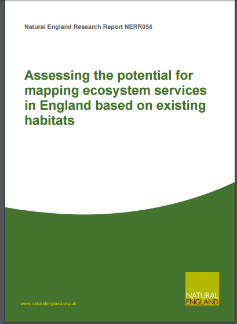 Natural England Research Report NERR056
Assessing the potential for
mapping ecosystem services
in England based on existing
habitats
www.naturalengland.org.uk
NATURAL
ENGLAND